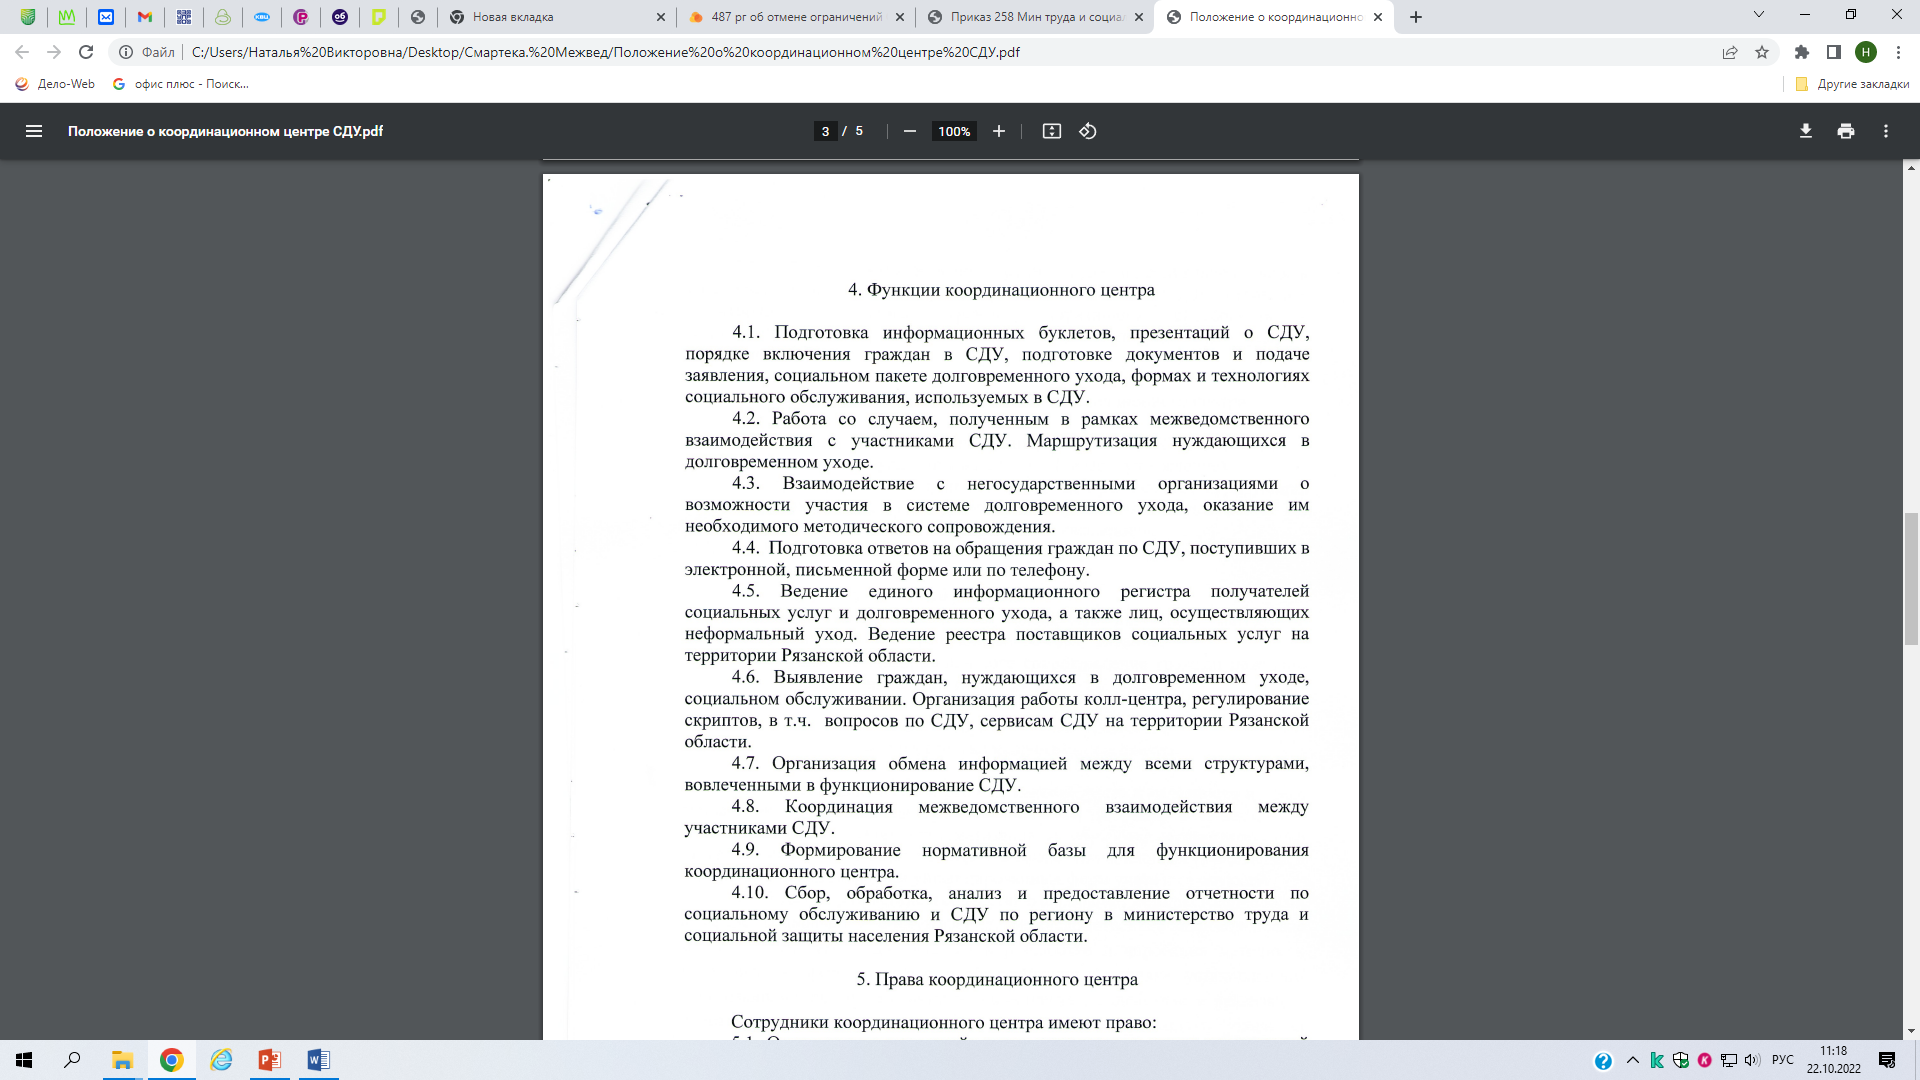 Новая вкладка
487 рг об отмене ограничений
Приказ 258 Мин труда и социа
Положение о координационно
Файл
C:/Users/Наталья%20Викторовна/Desktop/Смартека.%20Межвед/Положение%20о%20координационном%20центре%20СДУ.pdf
Н
Дело-Web
офис плюс - Поиск...
Другие закладки
Положение о координационном центре СДУ.pdf
3 / 5
100%
4. Функции координационного центра
4.1. Подготовка информационных буклетов, презентаций о СДУ,
порядке включения граждан в СДУ, подготовке документов и подаче
заявления, социальном пакете долговременного ухода, формах и технологиях
социального обслуживания, используемых в СДУ.
4.2. Работа со случаем, полученным в рамках межведомственного
взаимодействия с участниками СДУ. Маршрутизация нуждающихся в
долговременном уходе.
4.3. Взаимодействие с негосударственными организациями о
возможности участия в системе долговременного ухода, оказание им
необходимого методического сопровождения.
4.4. Подготовка ответов на обращения граждан по СДУ, поступивших в
электронной, письменной форме или по телефону.
4.5. Ведение единого информационного регистра получателей
социальных услуг и долговременного ухода, а также лиц, осуществляющих
неформальный уход. Ведение реестра поставщиков социальных услуг на
территории Рязанской области.
4.6. Выявление граждан, нуждающихся в долговременном уходе,
социальном обслуживании. Организация работы колл-центра, регулирование
скриптов, в т.ч. вопросов по СДУ, сервисам СДУ на территории Рязанской
области.
4.7. Организация обмена информацией между всеми структурами,
вовлеченными в функционирование СДУ.
4.8. Координация межведомственного взаимодействия между
участниками СДУ.
4.9. Формирование нормативной базы для функционирования
координационного центра.
4.10. Сбор, обработка, анализ и предоставление отчетности по
социальному обслуживанию и СДУ по региону в министерство труда и
социальной защиты населения Рязанской области.
5. Права координационного центра
Сотрудники координационного центра имеют право:
РУС
11:18
22.10.2022